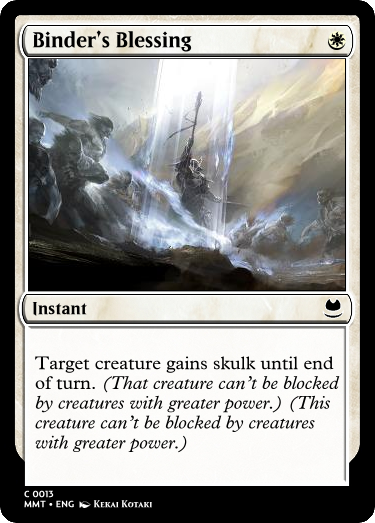 Binder's Blessing
Instant
Target creature gains skulk until end
of turn. (That creature can't be blocked
by creatures with greater power.) (This
creature can't be blocked by creatures
with greater power.)
C 0013
MMT • ENG Kekai Kotaki